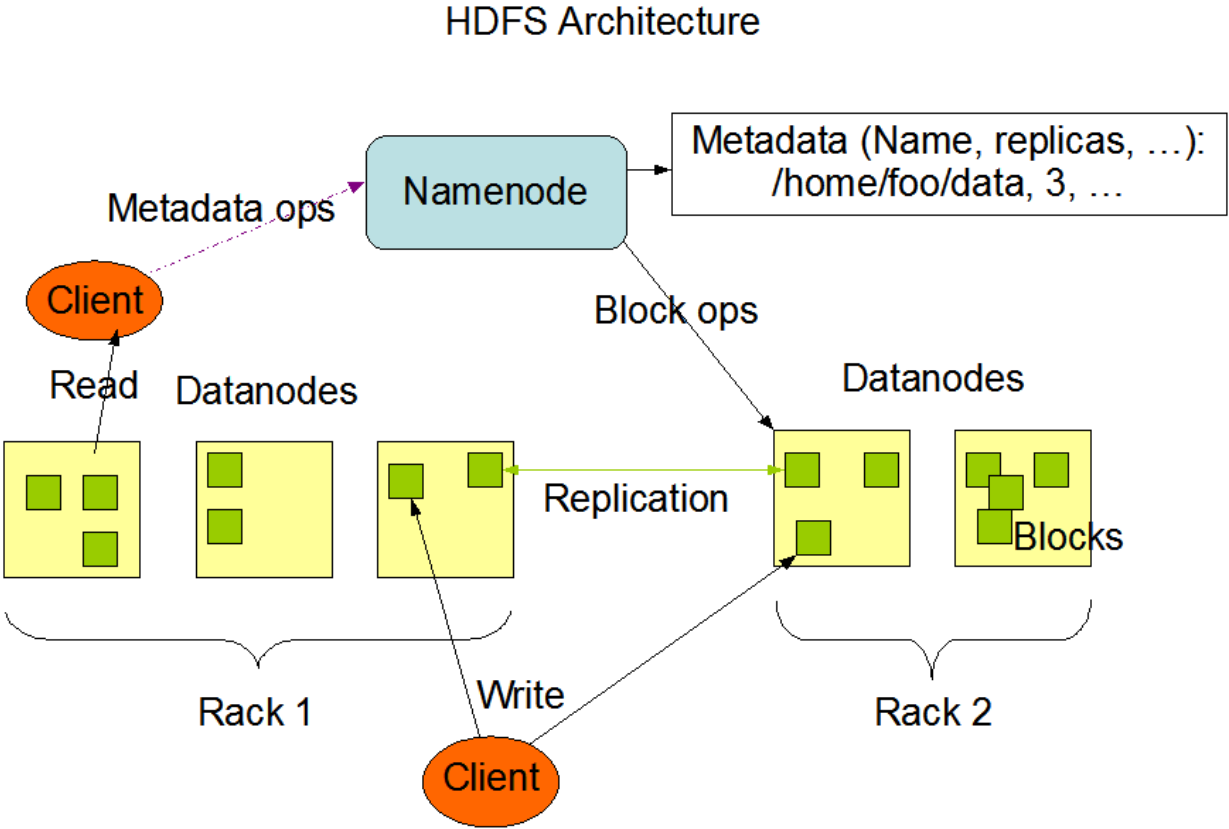 HDFS Architecture
Metadata (Name, replicas, …):
/home/foo/data, 3, …
Namenode
Metadata ops
Client
Block ops
Read
Datanodes
Datanodes
Replication
Blocks
Rack 1
Write
Rack 2
Client